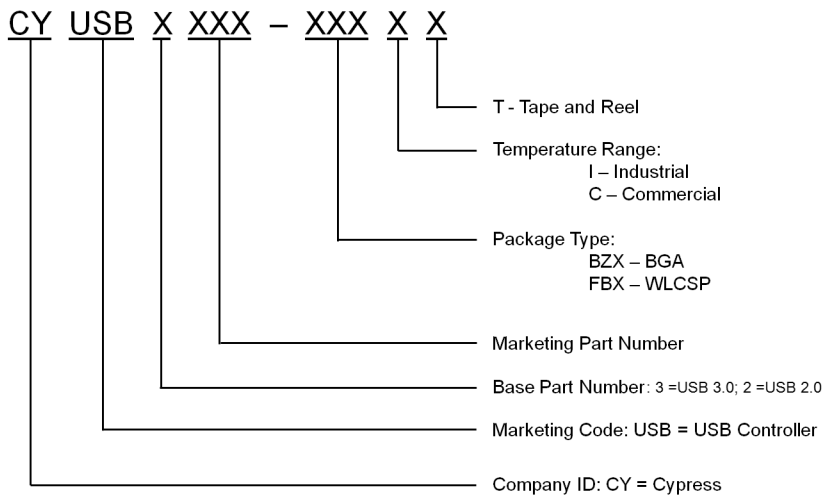 CY USB X XXX – XXX X X
T - Tape and Reel
Temperature Range:
I – Industrial
C – Commercial
Package Type:
BZX – BGA
FBX – WLCSP
Marketing Part Number
Base Part Number: 3 =USB 3.0; 2 =USB 2.0
Marketing Code: USB = USB Controller
Company ID: CY = Cypress